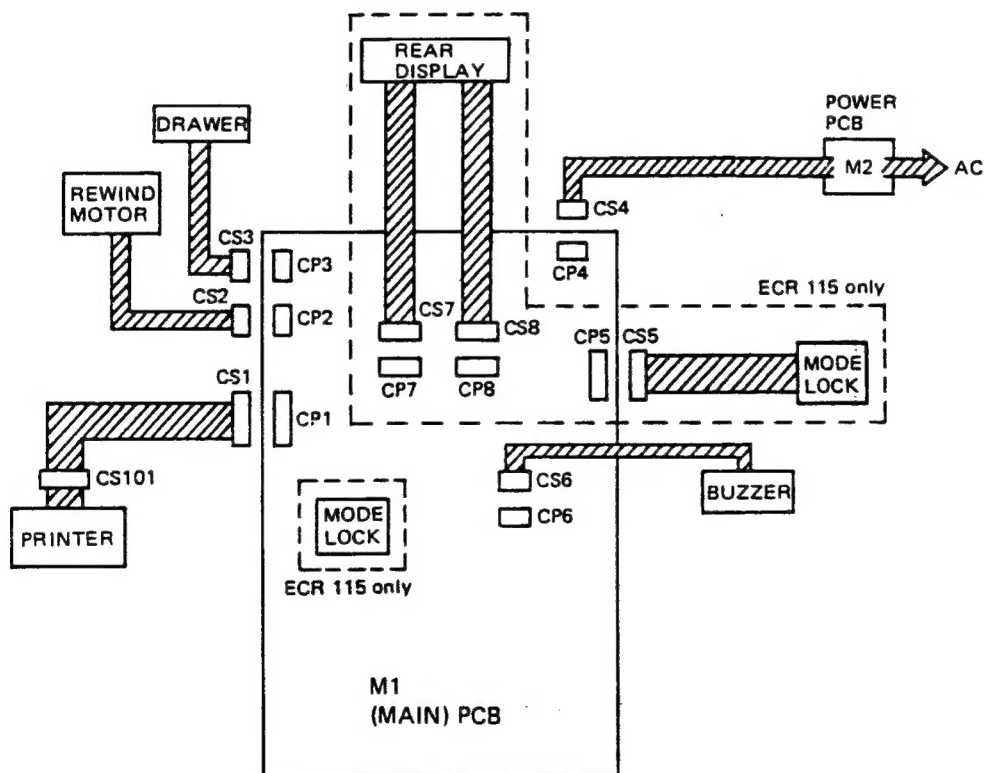 REAR
DISPLAY
DRAWER
POWER
PCB
M2
AC
REWIND
MOTOR
CS4
CS3
CP3
CP4
CS2
CP2
CS7
CS8
ECR 115 only
CP5
CS5
MODE
LOCK
CP7
CP8
CS1
CP1
CS101
CS6
BUZZER
PRINTER
MODE
LOCK
CP6
ECR 115 only
M1
(MAIN) PCB